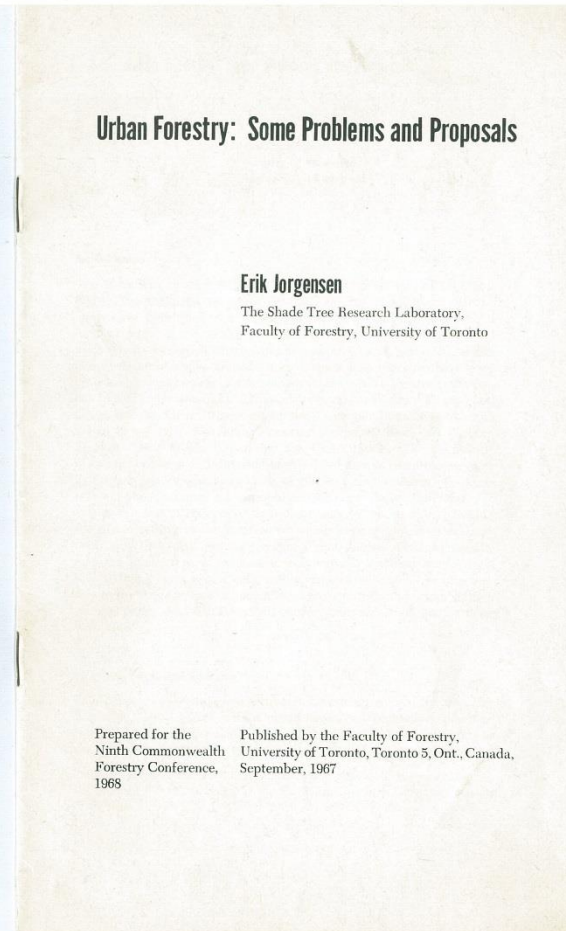 Urban Forestry: Some Problems and Proposals
Erik Jorgensen
The Shade Tree Research Laboratory,
Faculty of Forestry, University of Toronto
Prepared for the
Ninth Commonwealth
Forestry Conference,
1968
Published by the Faculty of Forestry,
University of Toronto, Toronto 5, Ont., Canada,
September, 1967